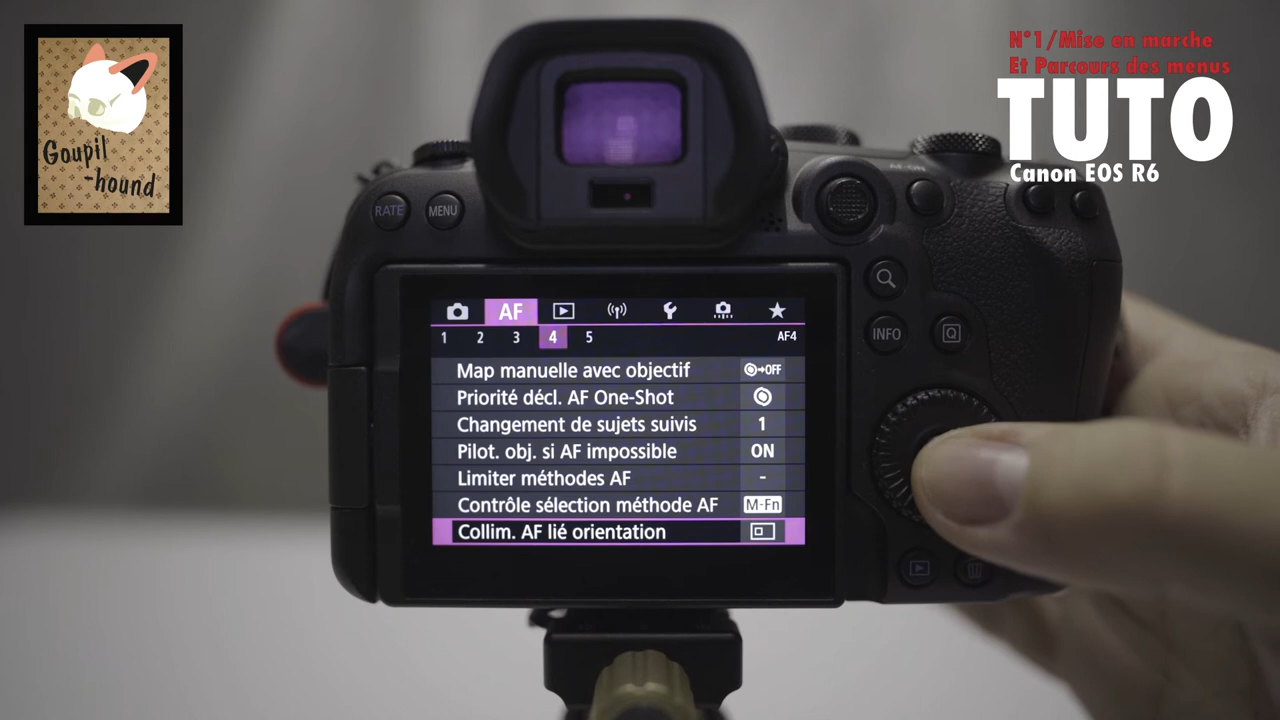 Goupil
-hound
N°1/Mise en marche
Et Parcours des menus
TUTO
Canon EOS R6
RATE
MENU
INFO
Q
AF
1 2 3 4 5 AF4
Map manuelle avec objectif →OFF
Priorité décl. AF One-Shot
Changement de sujets suivis 1
Pilot. obj. si AF impossible ON
Limiter méthodes AF -
Contrôle sélection méthode AF M-Fn
Collim. AF lié orientation